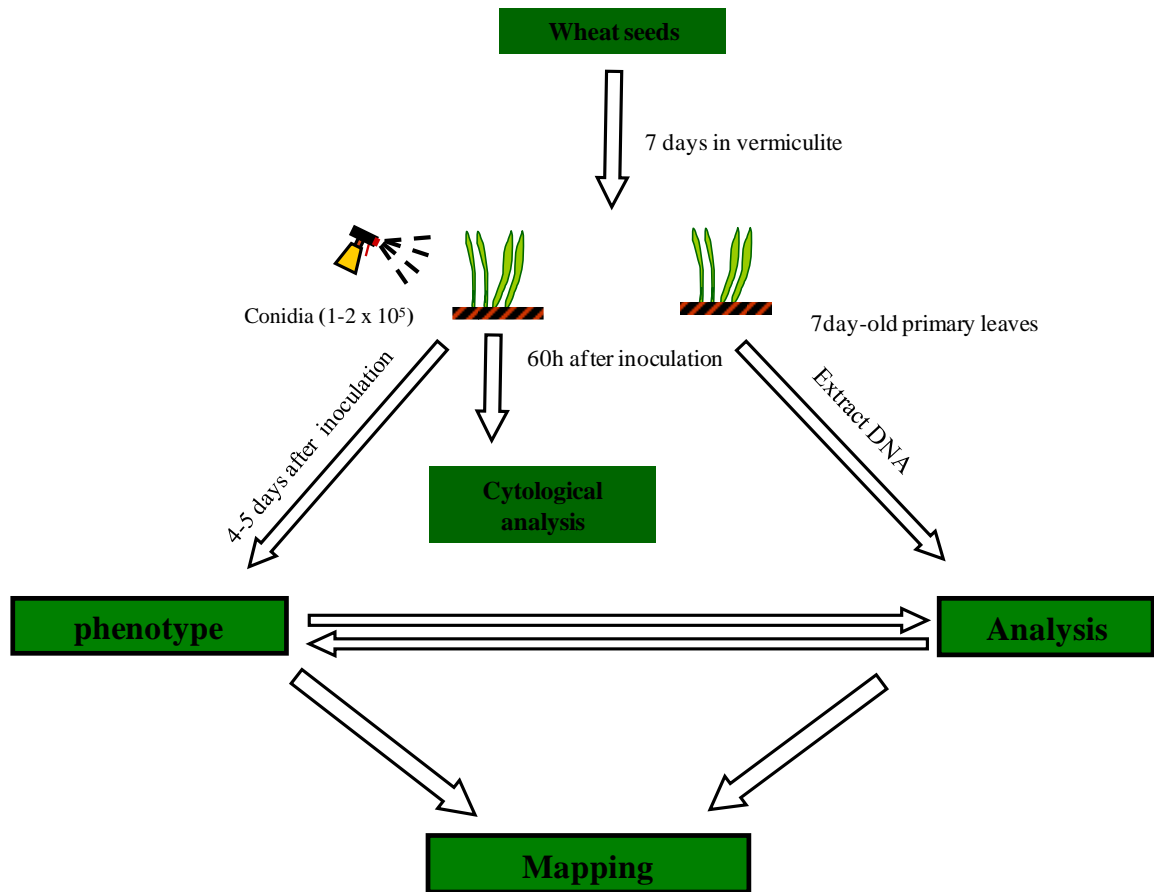 Wheat seeds
7 days in vermiculite
Conidia (1-2 x 10⁵)
7day-old primary leaves
60h after inoculation
4-5 days after inoculation
Extract DNA
Cytological
analysis
phenotype
Analysis
Mapping